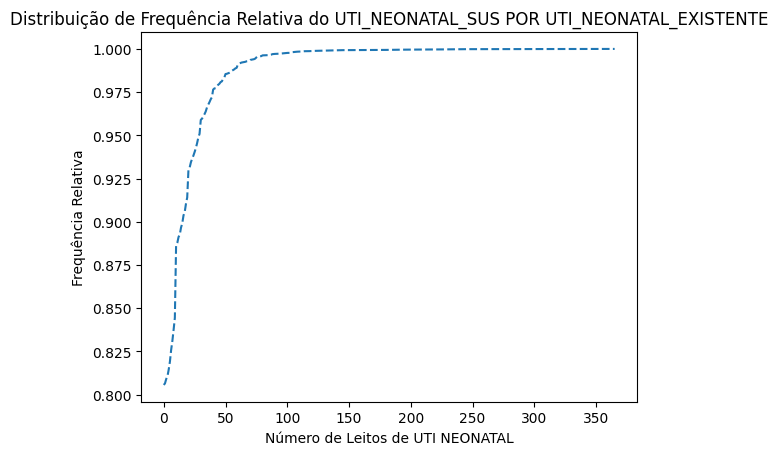 Distribuição de Frequência Relativa do UTI_NEONATAL_SUS POR UTI_NEONATAL_EXISTENTE
1.000
0.975
0.950
0.925
0.900
0.875
0.850
0.825
0.800
Frequência Relativa
0 50 100 150 200 250 300 350
Número de Leitos de UTI NEONATAL